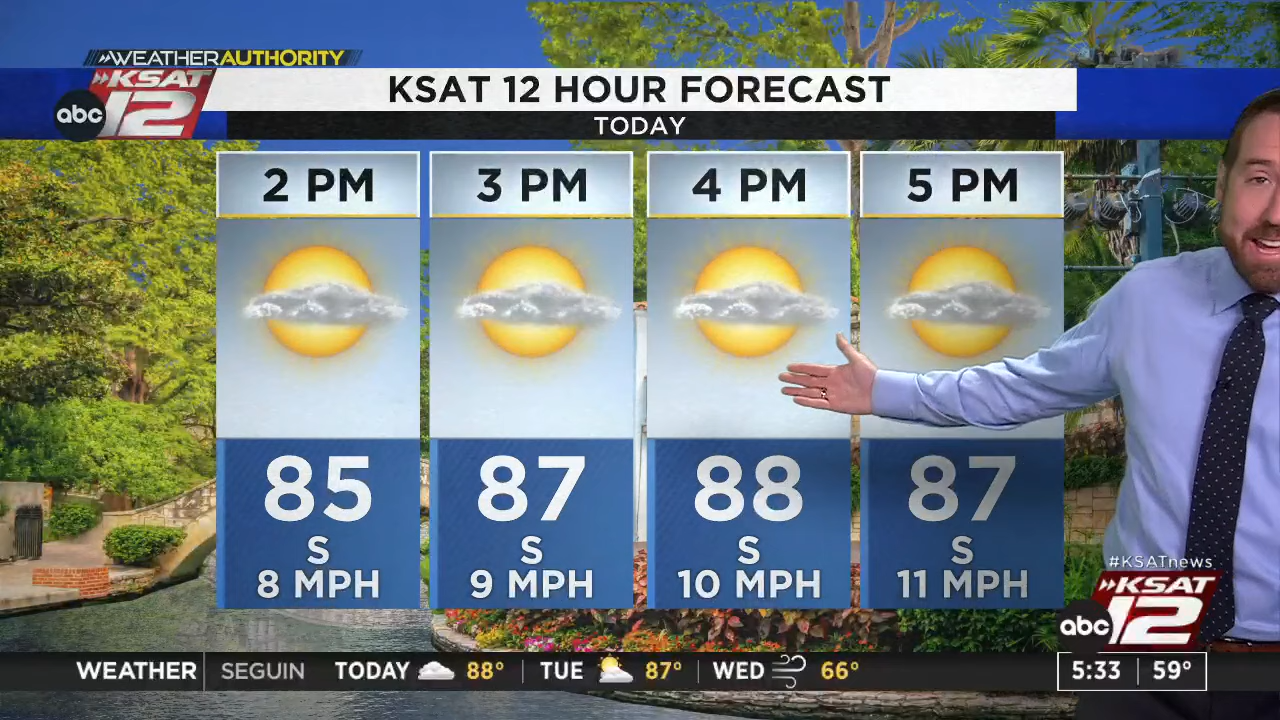 WEATHERAUTHORITY
KSAT
abc 12
KSAT 12 HOUR FORECAST
TODAY
2 PM 3 PM 4 PM 5 PM
85 87 88 87
S S S S
8 MPH 9 MPH 10 MPH 11 MPH
#KSATnews
KSAT
abc 12
WEATHER SEGUIN TODAY 88° TUE 87° WED 66° 5:33 59°